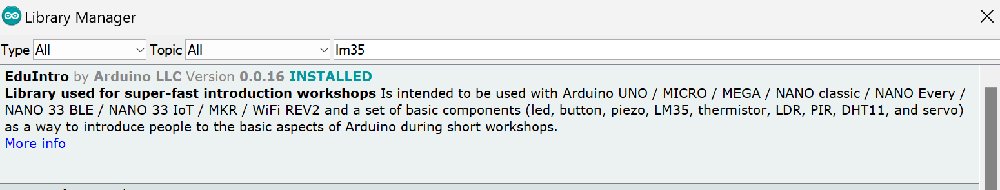 Library Manager
Type All Topic All lm35
EduIntro by Arduino LLC Version 0.0.16 INSTALLED
Library used for super-fast introduction workshops Is intended to be used with Arduino UNO / MICRO / MEGA / NANO classic / NANO Every /
NANO 33 BLE / NANO 33 IoT / MKR / WiFi REV2 and a set of basic components (led, button, piezo, LM35, thermistor, LDR, PIR, DHT11, and servo)
as a way to introduce people to the basic aspects of Arduino during short workshops.
More info